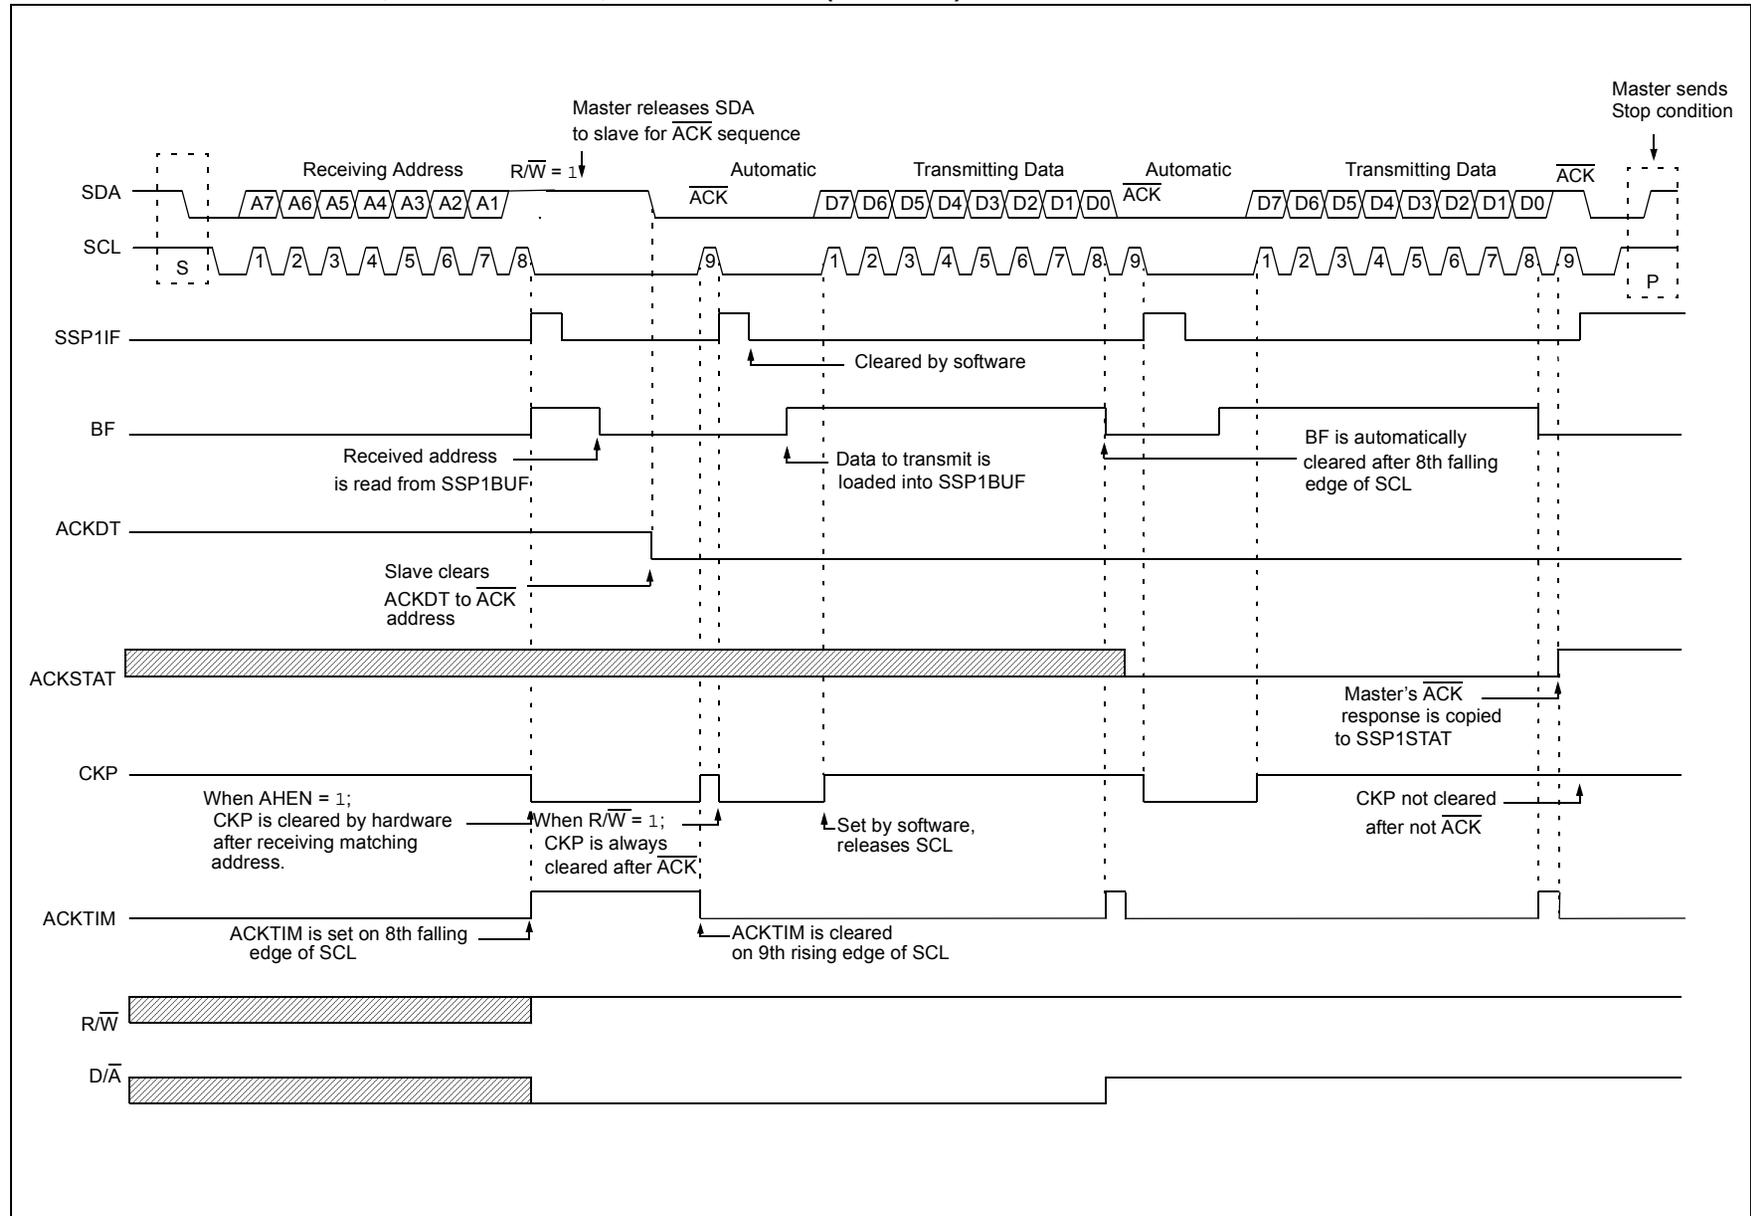 Master sends
Stop condition
Master releases SDA
to slave for ACK sequence
Receiving Address
R/W = 1
Automatic
Transmitting Data
Automatic
Transmitting Data
ACK
SDA
A7 A6 A5 A4 A3 A2 A1
ACK
D7 D6 D5 D4 D3 D2 D1 D0
ACK
D7 D6 D5 D4 D3 D2 D1 D0
SCL
S
1 2 3 4 5 6 7 8
9
1 2 3 4 5 6 7 8 9
1 2 3 4 5 6 7 8 9
P
SSP1IF
Cleared by software
BF
Received address
is read from SSP1BUF
Data to transmit is
loaded into SSP1BUF
BF is automatically
cleared after 8th falling
edge of SCL
ACKDT
Slave clears
ACKDT to ACK
address
ACKSTAT
Master's ACK
response is copied
to SSP1STAT
CKP
When AHEN = 1;
CKP is cleared by hardware
after receiving matching
address.
When R/W = 1;
CKP is always
cleared after ACK
Set by software,
releases SCL
CKP not cleared
after not ACK
ACKTIM
ACKTIM is set on 8th falling
edge of SCL
ACKTIM is cleared
on 9th rising edge of SCL
R/W
D/A